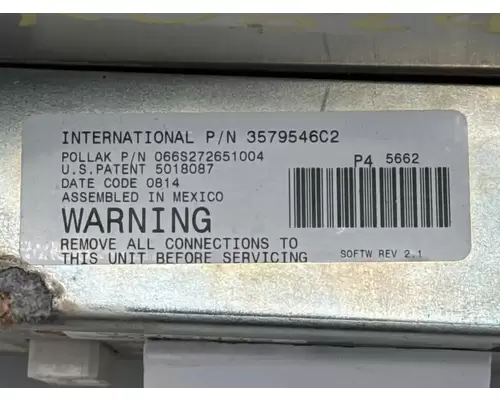 INTERNATIONAL P/N 3579546C2
POLLAK P/N 066S272651004
U.S.PATENT 5018087
DATE CODE 0814
ASSEMBLED IN MEXICO
WARNING
REMOVE ALL CONNECTIONS TO
THIS UNIT BEFORE SERVICING
P4 5662
SOFTW REV 2.1